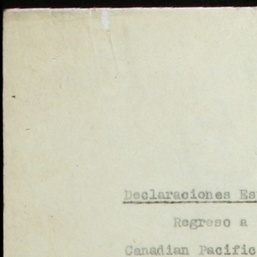 Declaraciones Es
Regreso a
Canadian Pacific